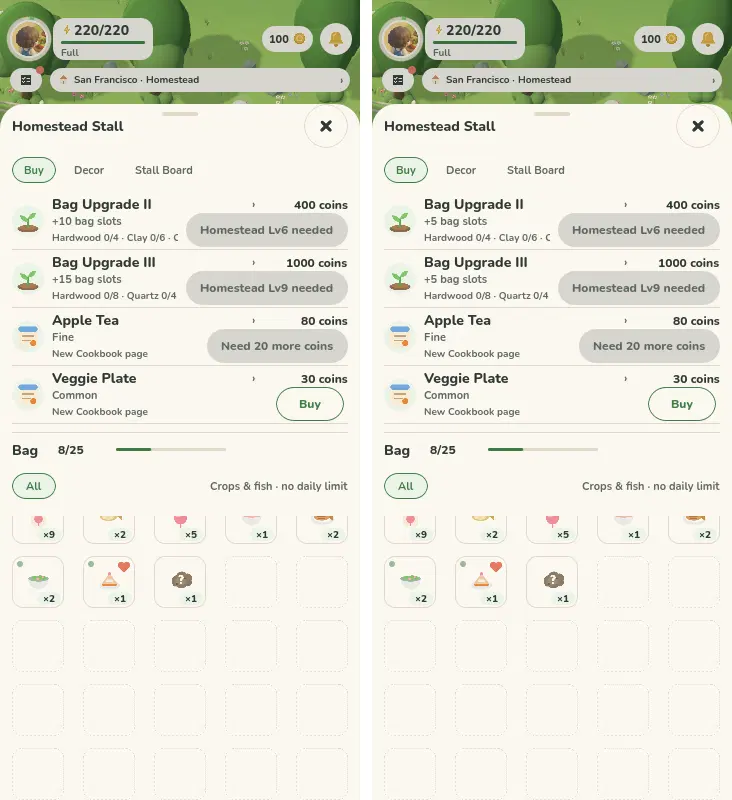 220/220
Full
100
San Francisco · Homestead
Homestead Stall
Buy Decor Stall Board
Bag Upgrade II › 400 coins
+10 bag slots
Hardwood 0/4 · Clay 0/6 · C
Homestead Lv6 needed
Bag Upgrade III › 1000 coins
+15 bag slots
Hardwood 0/8 · Quartz 0/4
Homestead Lv9 needed
Apple Tea › 80 coins
Fine
New Cookbook page
Need 20 more coins
Veggie Plate › 30 coins
Common
New Cookbook page
Buy
Bag 8/25
All Crops & fish · no daily limit
×9 ×2 ×5 ×1 ×2
×2 ×1 ? ×1
220/220
Full
100
San Francisco · Homestead
Homestead Stall
Buy Decor Stall Board
Bag Upgrade II › 400 coins
+5 bag slots
Hardwood 0/4 · Clay 0/6 · C
Homestead Lv6 needed
Bag Upgrade III › 1000 coins
+5 bag slots
Hardwood 0/8 · Quartz 0/4
Homestead Lv9 needed
Apple Tea › 80 coins
Fine
New Cookbook page
Need 20 more coins
Veggie Plate › 30 coins
Common
New Cookbook page
Buy
Bag 8/25
All Crops & fish · no daily limit
×9 ×2 ×5 ×1 ×2
×2 ×1 ? ×1